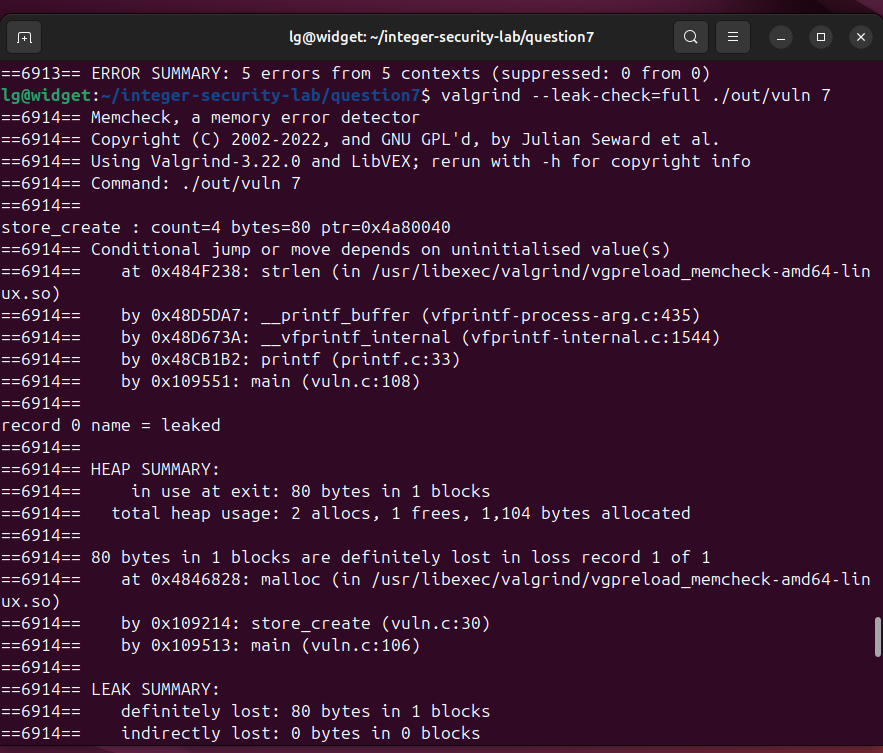 lg@widget: ~/integer-security-lab/question7
==6913== ERROR SUMMARY: 5 errors from 5 contexts (suppressed: 0 from 0)
lg@widget:~/integer-security-lab/question7$ valgrind --leak-check=full ./out/vuln 7
==6914== Memcheck, a memory error detector
==6914== Copyright (C) 2002-2022, and GNU GPL'd, by Julian Seward et al.
==6914== Using Valgrind-3.22.0 and LibVEX; rerun with -h for copyright info
==6914== Command: ./out/vuln 7
==6914==
store_create : count=4 bytes=80 ptr=0x4a80040
==6914== Conditional jump or move depends on uninitialised value(s)
==6914==    at 0x484F238: strlen (in /usr/libexec/valgrind/vgpreload_memcheck-amd64-lin
ux.so)
==6914==    by 0x48D5DA7: __printf_buffer (vfprintf-process-arg.c:435)
==6914==    by 0x48D673A: __vfprintf_internal (vfprintf-internal.c:1544)
==6914==    by 0x48CB1B2: printf (printf.c:33)
==6914==    by 0x109551: main (vuln.c:108)
==6914==
record 0 name = leaked
==6914==
==6914== HEAP SUMMARY:
==6914==     in use at exit: 80 bytes in 1 blocks
==6914==   total heap usage: 2 allocs, 1 frees, 1,104 bytes allocated
==6914==
==6914== 80 bytes in 1 blocks are definitely lost in loss record 1 of 1
==6914==    at 0x4846828: malloc (in /usr/libexec/valgrind/vgpreload_memcheck-amd64-lin
ux.so)
==6914==    by 0x109214: store_create (vuln.c:30)
==6914==    by 0x109513: main (vuln.c:106)
==6914==
==6914== LEAK SUMMARY:
==6914==    definitely lost: 80 bytes in 1 blocks
==6914==    indirectly lost: 0 bytes in 0 blocks